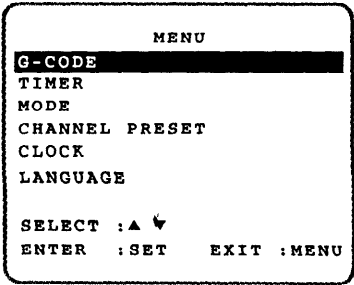 MENU
G-CODE
TIMER
MODE
CHANNEL PRESET
CLOCK
LANGUAGE
SELECT :▲ ▼
ENTER :SET EXIT :MENU